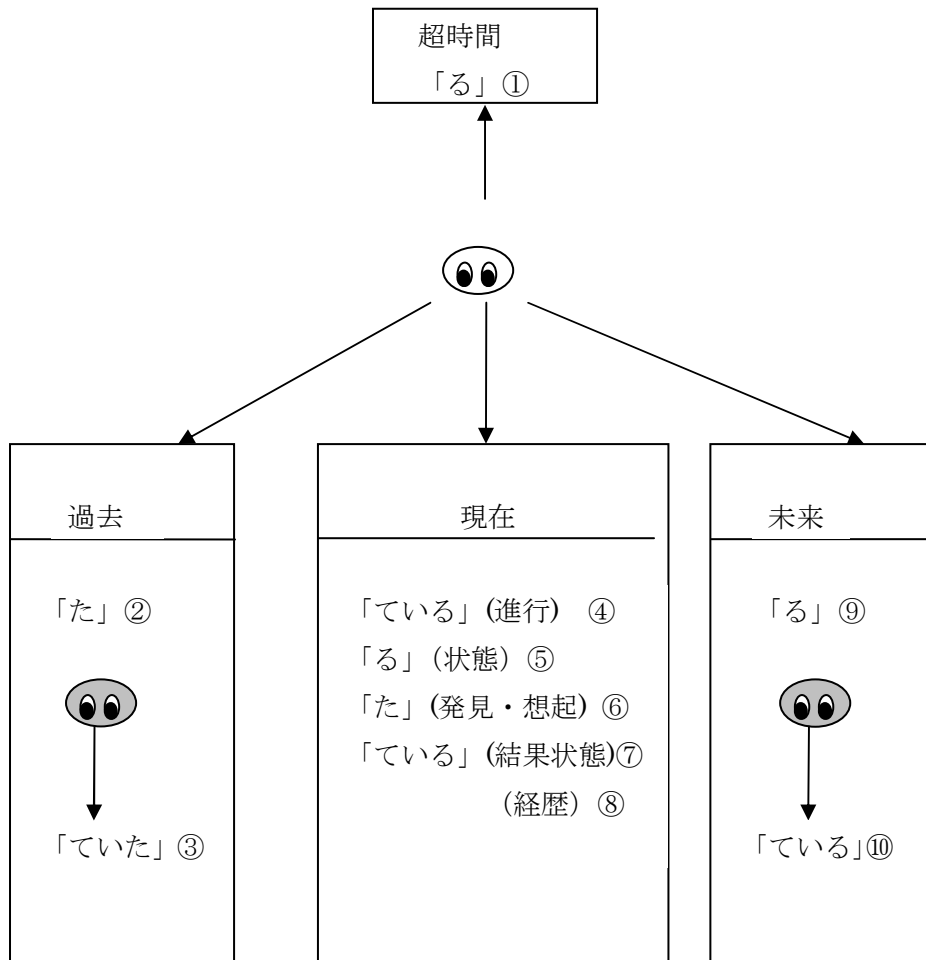 超時間
「る」①
過去
「た」②
「ていた」③
現在
「ている」(進行) ④
「る」(状態) ⑤
「た」(発見・想起) ⑥
「ている」(結果状態)⑦
(経歴) ⑧
未来
「る」⑨
「ている」⑩